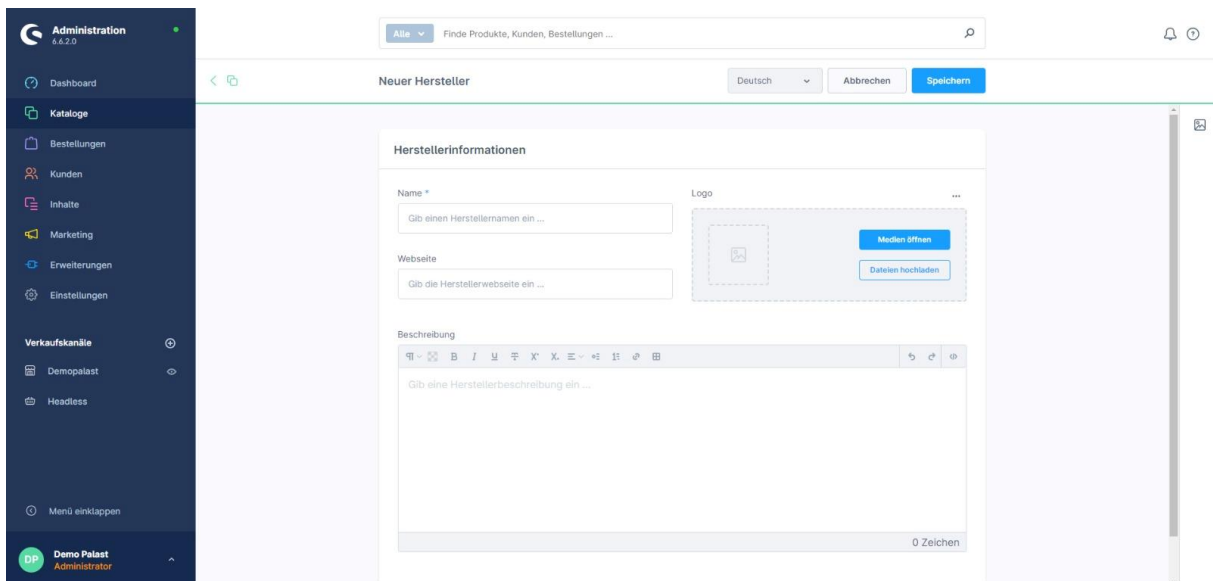 Administration
6.6.2.0
Alle
Finde Produkte, Kunden, Bestellungen ...
Dashboard
Kataloge
Bestellungen
Kunden
Inhalte
Marketing
Erweiterungen
Einstellungen
Verkaufskanäle
Demopalast
Headless
Menü einklappen
DP
Demo Palast
Administrator
Neuer Hersteller
Deutsch
Abbrechen
Speichern
Herstellerinformationen
Name *
Gib einen Herstellernamen ein ...
Webseite
Gib die Herstellerwebseite ein ...
Logo
...
Medien öffnen
Dateien hochladen
Beschreibung
Gib eine Herstellerbeschreibung ein ...
0 Zeichen